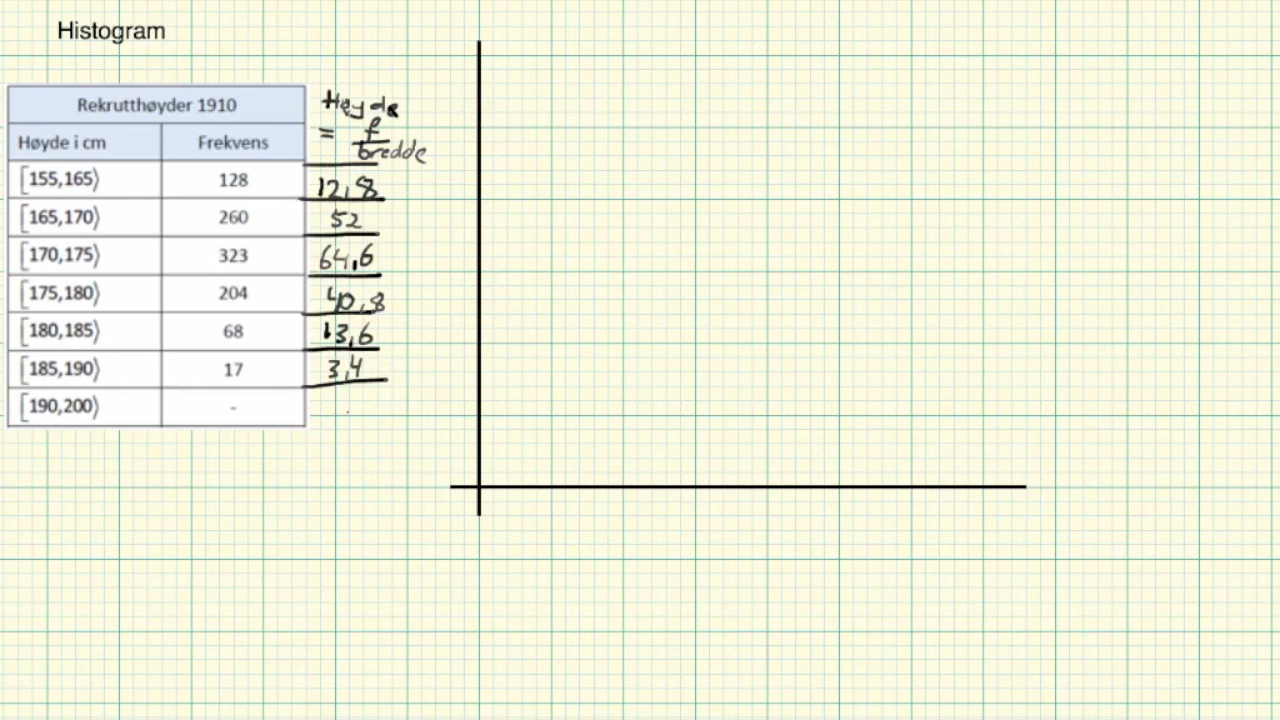 Histogram
Rekrutthøyder 1910
Høyde i cm Frekvens
[155,165⟩ 128
[165,170⟩ 260
[170,175⟩ 323
[175,180⟩ 204
[180,185⟩ 68
[185,190⟩ 17
[190,200⟩ -
Høyde
= f
bredde
12,8
52
64,6
40,8
13,6
3,4